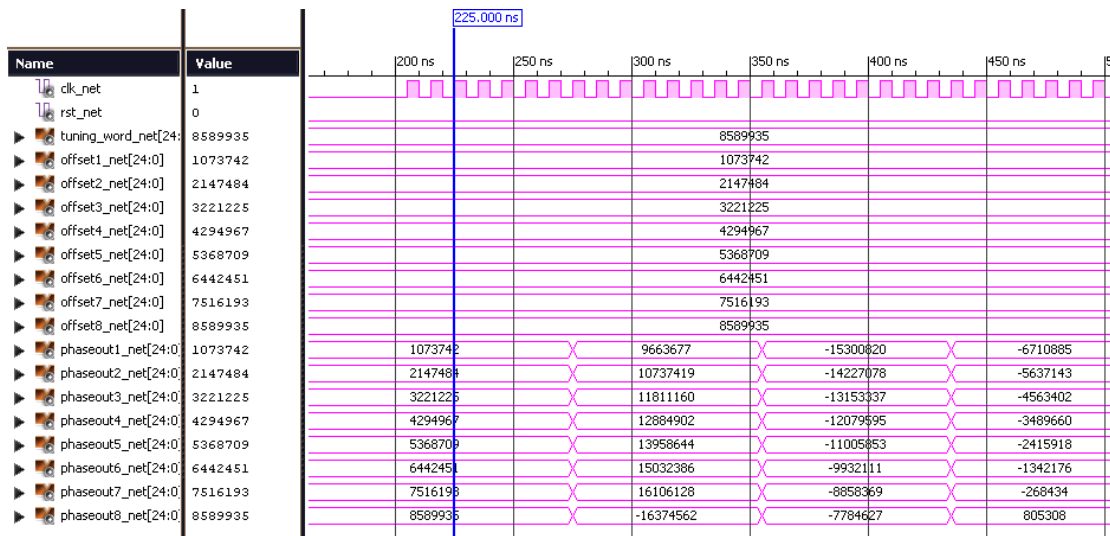 225.000 ns
Name Value 200 ns 250 ns 300 ns 350 ns 400 ns 450 ns
clk_net 1
rst_net 0
tuning_word_net[24: 8589935 8589935
offset1_net[24:0] 1073742 1073742
offset2_net[24:0] 2147484 2147484
offset3_net[24:0] 3221225 3221225
offset4_net[24:0] 4294967 4294967
offset5_net[24:0] 5368709 5368709
offset6_net[24:0] 6442451 6442451
offset7_net[24:0] 7516193 7516193
offset8_net[24:0] 8589935 8589935
phaseout1_net[24:0] 1073742 1073742 9663677 -15300820 -6710885
phaseout2_net[24:0] 2147484 2147484 10737419 -14227078 -5637143
phaseout3_net[24:0] 3221225 3221225 11811160 -13153337 -4563402
phaseout4_net[24:0] 4294967 4294967 12884902 -12079595 -3489660
phaseout5_net[24:0] 5368709 5368709 13958644 -11005853 -2415918
phaseout6_net[24:0] 6442451 6442451 15032386 -9932111 -1342176
phaseout7_net[24:0] 7516193 7516193 16106128 -8858369 -268434
phaseout8_net[24:0] 8589935 8589935 -16374562 -7784627 805308